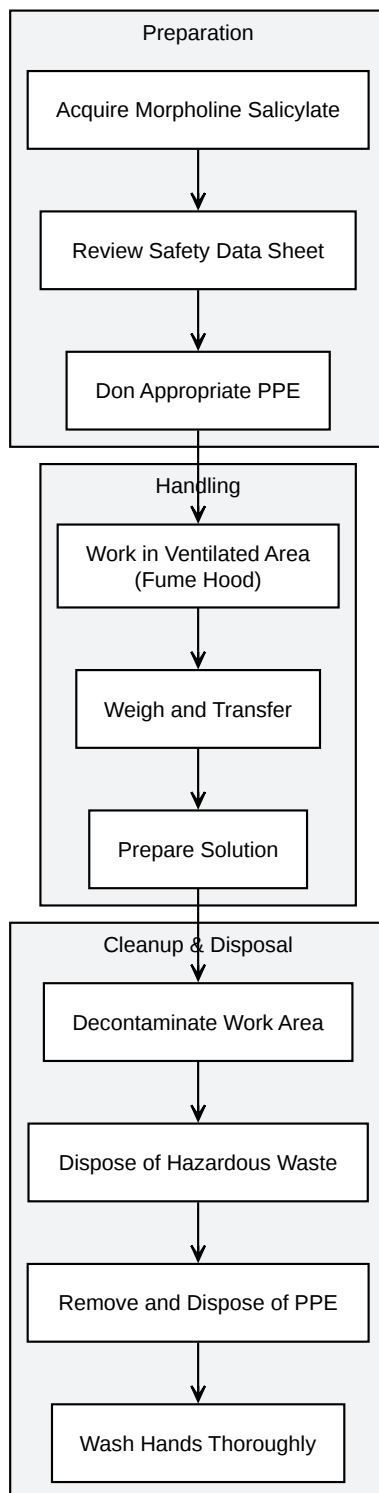 Preparation
Acquire Morpholine Salicylate
Review Safety Data Sheet
Don Appropriate PPE
Handling
Work in Ventilated Area
(Fume Hood)
Weigh and Transfer
Prepare Solution
Cleanup & Disposal
Decontaminate Work Area
Dispose of Hazardous Waste
Remove and Dispose of PPE
Wash Hands Thoroughly